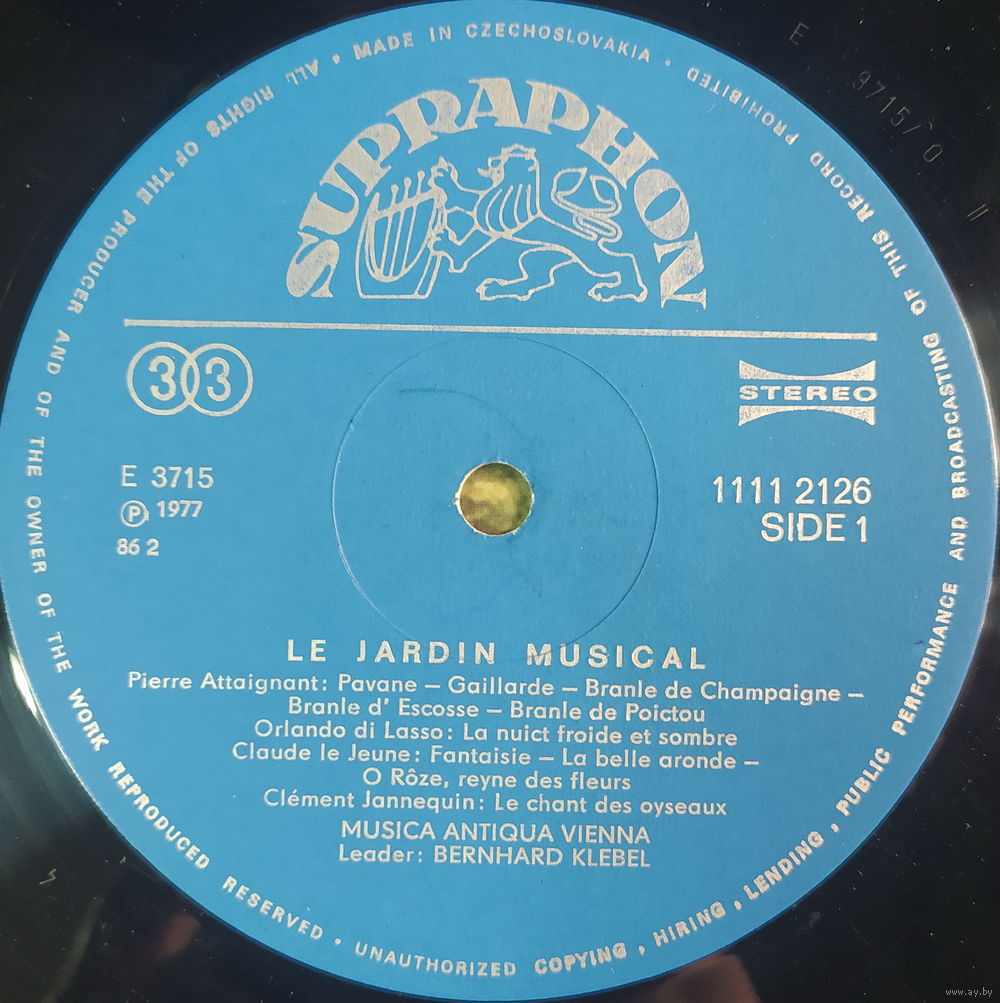 ALL RIGHTS OF THE PRODUCER AND OF THE OWNER OF THE WORK REPRODUCED RESERVED • UNAUTHORIZED COPYING, HIRING, LENDING, PUBLIC PERFORMANCE AND BROADCASTING OF THIS RECORD PROHIBITED • MADE IN CZECHOSLOVAKIA •
SUPRAPHON
33
STEREO
E 3715
Ⓟ 1977
86 2
1111 2126
SIDE 1
LE JARDIN MUSICAL
Pierre Attaignant: Pavane – Gaillarde – Branle de Champaigne –
Branle d' Escosse – Branle de Poictou
Orlando di Lasso: La nuict froide et sombre
Claude le Jeune: Fantaisie – La belle aronde –
O Rôze, reyne des fleurs
Clément Jannequin: Le chant des oyseaux
MUSICA ANTIQUA VIENNA
Leader: BERNHARD KLEBEL
E 3715/
www.ay.by